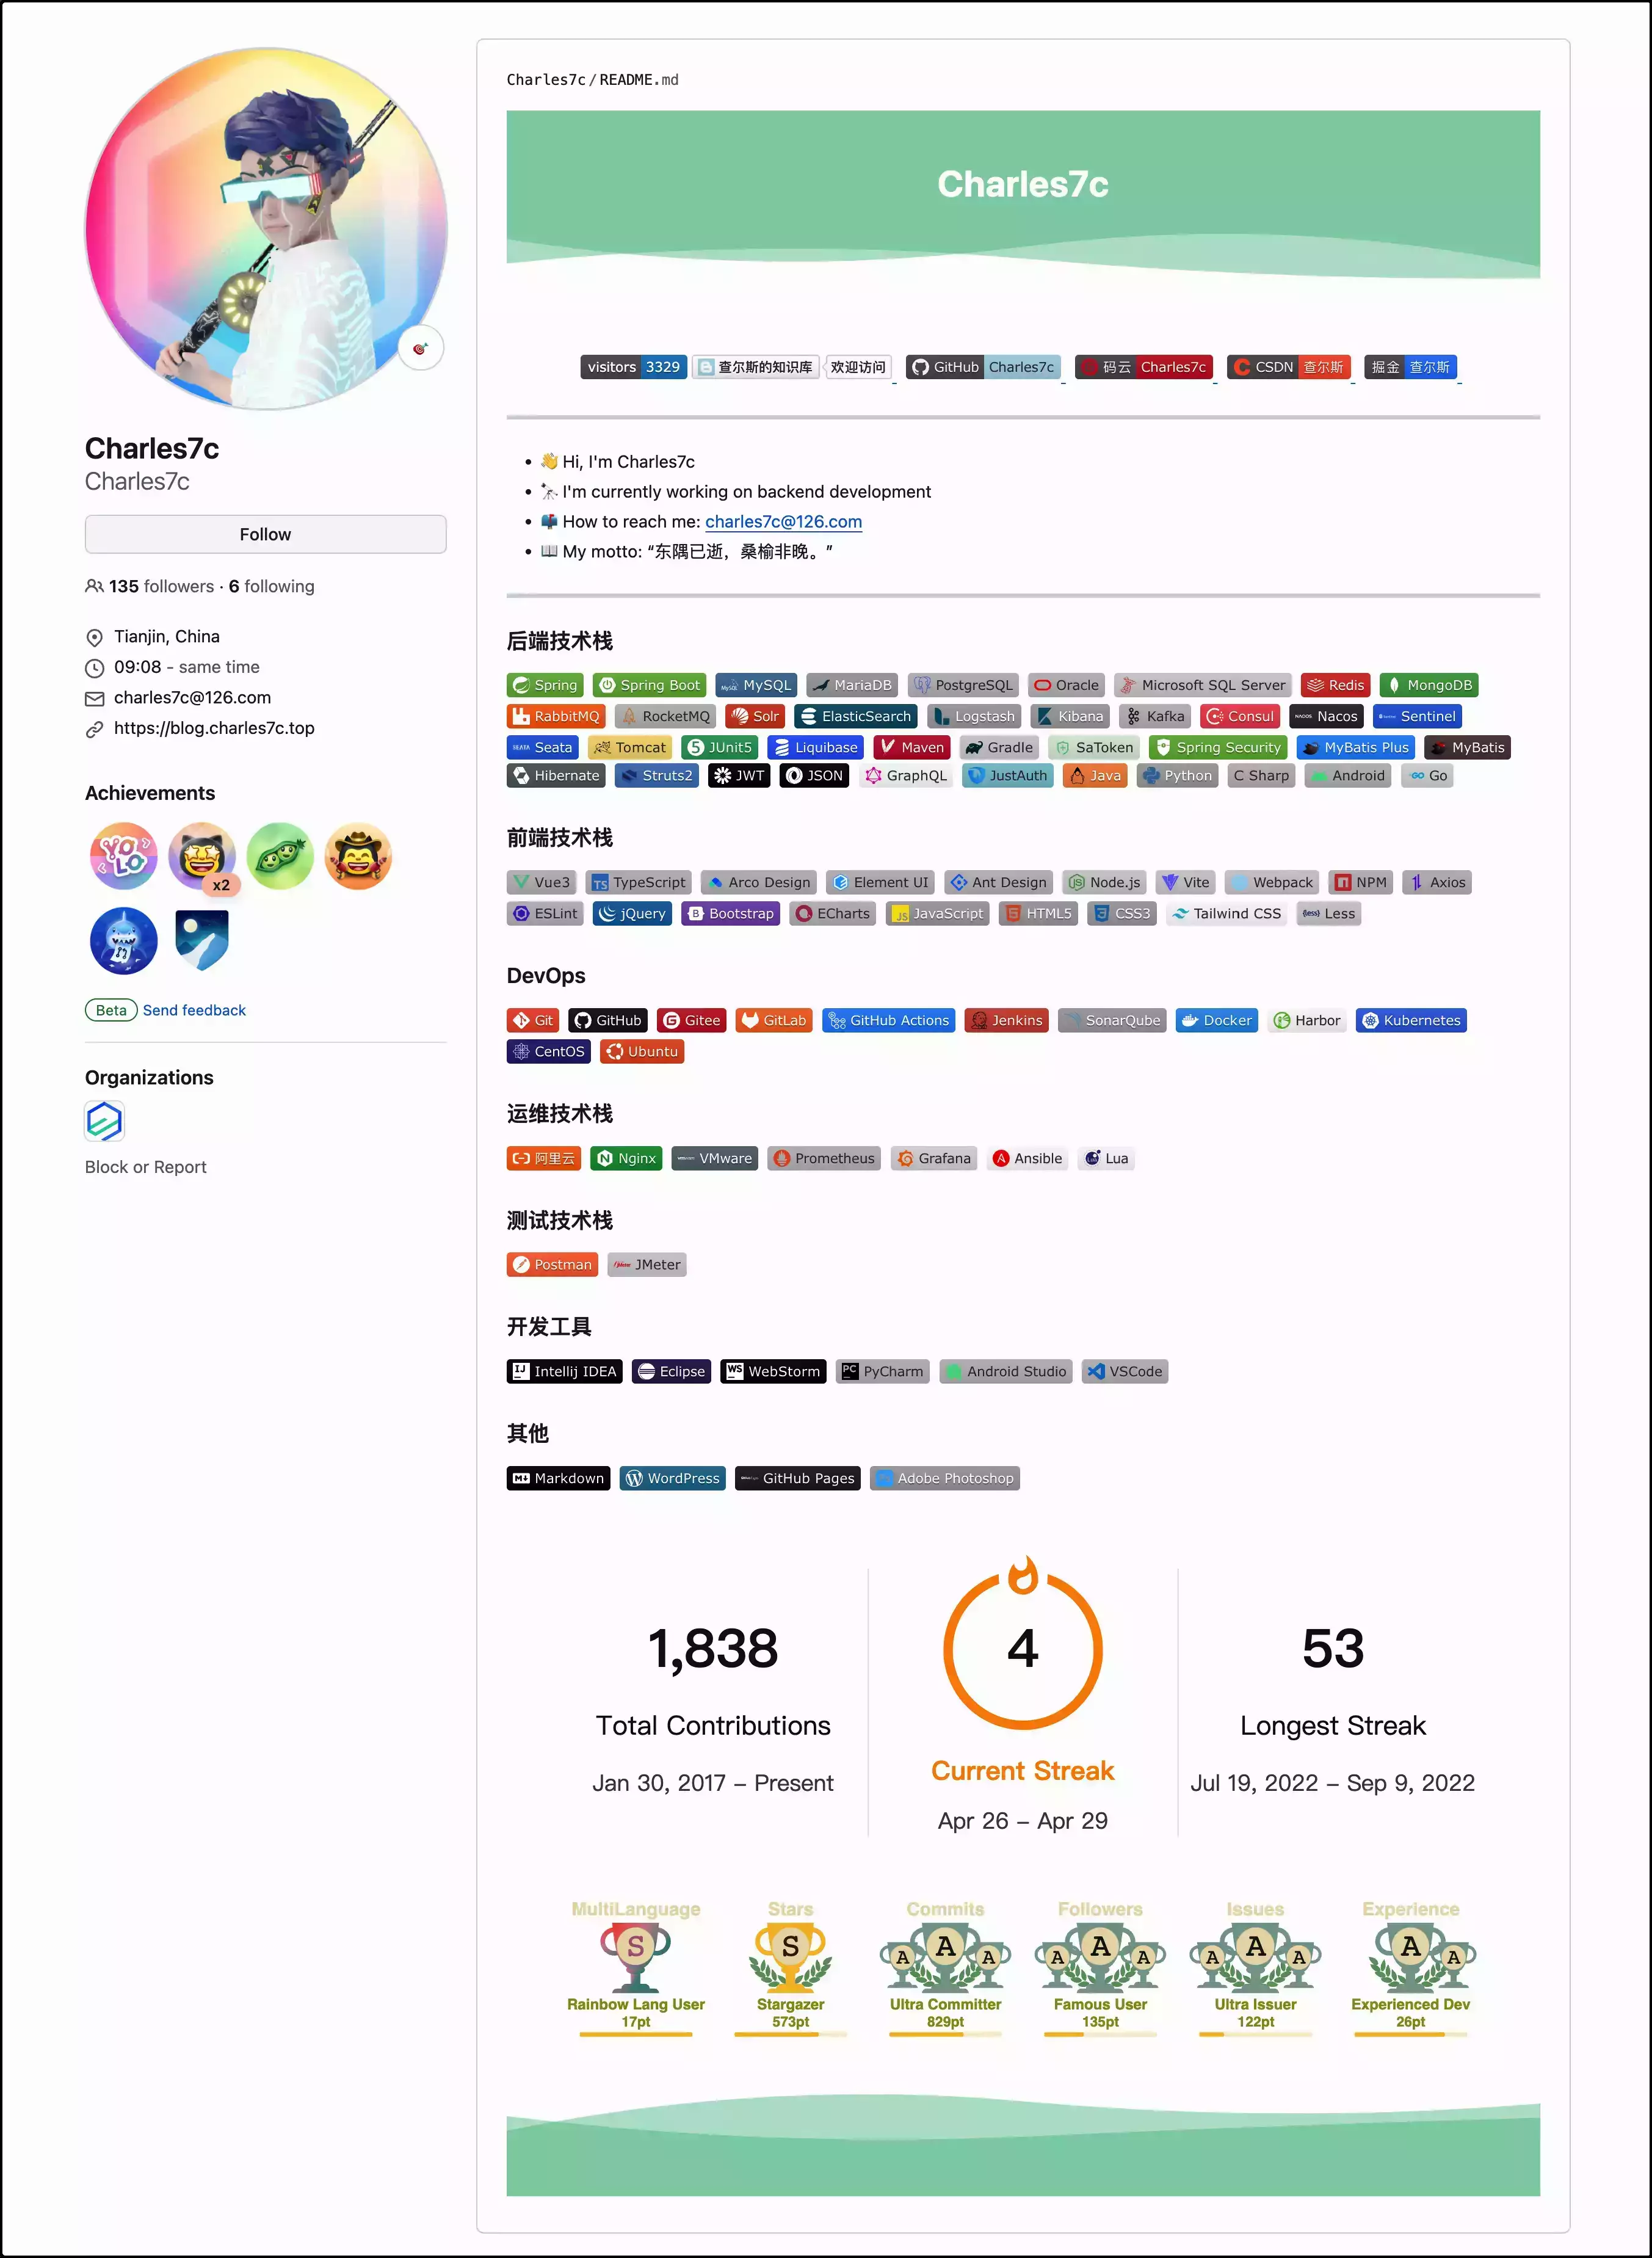 Charles7c
Charles7c
Follow
135 followers · 6 following
Tianjin, China
09:08 - same time
charles7c@126.com
https://blog.charles7c.top
Achievements
YOLO
x2
Beta Send feedback
Organizations
Block or Report
Charles7c/README.md
Charles7c
visitors 3329 查尔斯的知识库 欢迎访问 GitHub Charles7c 码云 Charles7c CSDN 查尔斯 掘金 查尔斯
👋 Hi, I'm Charles7c
🔭 I'm currently working on backend development
📫 How to reach me: charles7c@126.com
📖 My motto: “东隅已逝，桑榆非晚。”
后端技术栈
Spring Spring Boot MySQL MariaDB PostgreSQL Oracle Microsoft SQL Server Redis MongoDB
RabbitMQ RocketMQ Solr ElasticSearch Logstash Kibana Kafka Consul Nacos Sentinel
Seata Tomcat JUnit5 Liquibase Maven Gradle SaToken Spring Security MyBatis Plus MyBatis
Hibernate Struts2 JWT JSON GraphQL JustAuth Java Python C Sharp Android Go
前端技术栈
Vue3 TypeScript Arco Design Element UI Ant Design Node.js Vite Webpack NPM Axios
ESLint jQuery Bootstrap ECharts JavaScript HTML5 CSS3 Tailwind CSS Less
DevOps
Git GitHub Gitee GitLab GitHub Actions Jenkins SonarQube Docker Harbor Kubernetes
CentOS Ubuntu
运维技术栈
阿里云 Nginx VMware Prometheus Grafana Ansible Lua
测试技术栈
Postman JMeter
开发工具
Intellij IDEA Eclipse WebStorm PyCharm Android Studio VSCode
其他
Markdown WordPress GitHub Pages Adobe Photoshop
1,838
Total Contributions
Jan 30, 2017 – Present
4
Current Streak
Apr 26 – Apr 29
53
Longest Streak
Jul 19, 2022 – Sep 9, 2022
MultiLanguage Stars Commits Followers Issues Experience
S S A A A A A A A A A A A
Rainbow Lang User Stargazer Ultra Committer Famous User Ultra Issuer Experienced Dev
17pt 573pt 829pt 135pt 122pt 26pt